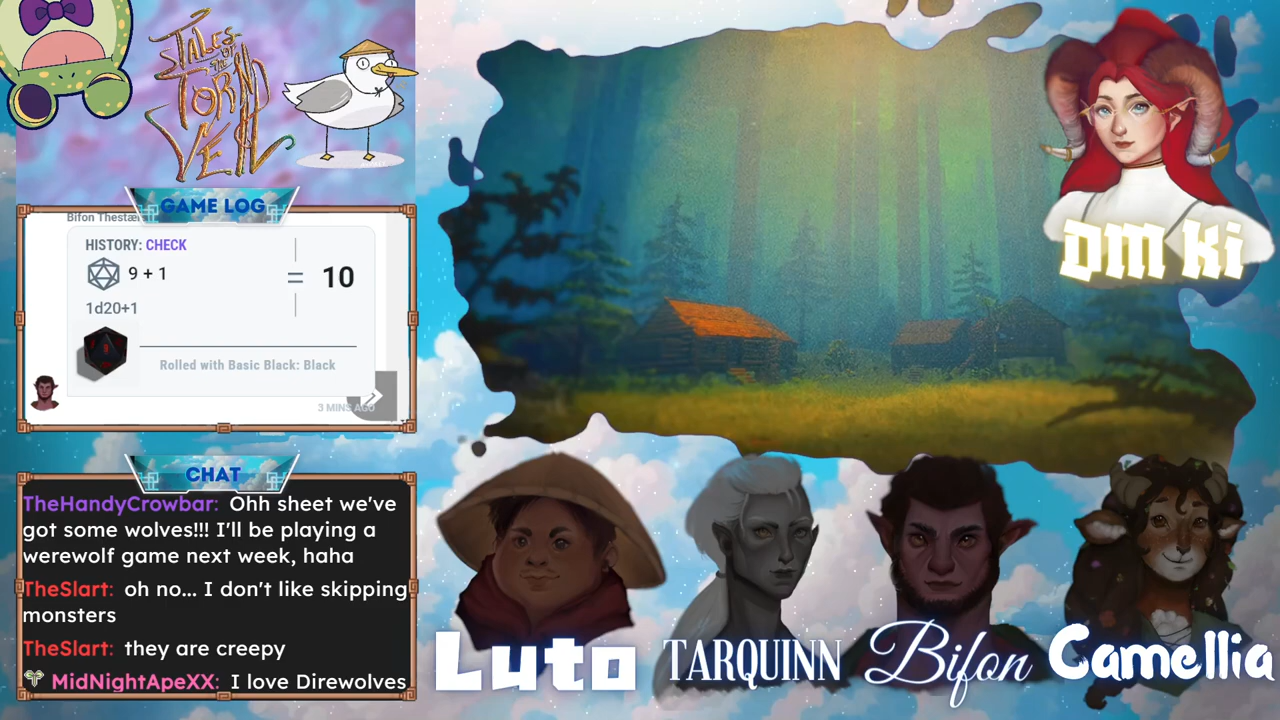 TALES
OF
THE
TORN
VEIL
GAME LOG
HISTORY: CHECK
9 + 1
= 10
1d20+1
Rolled with Basic Black: Black
3 MINS AGO
CHAT
TheHandyCrowbar: Ohh sheet we've
got some wolves!!! I'll be playing a
werewolf game next week, haha
TheSlart: oh no... I don't like skipping
monsters
TheSlart: they are creepy
MidNightApeXX: I love Direwolves
DM Ki
Luto
TARQUINN
Bifon
Camellia